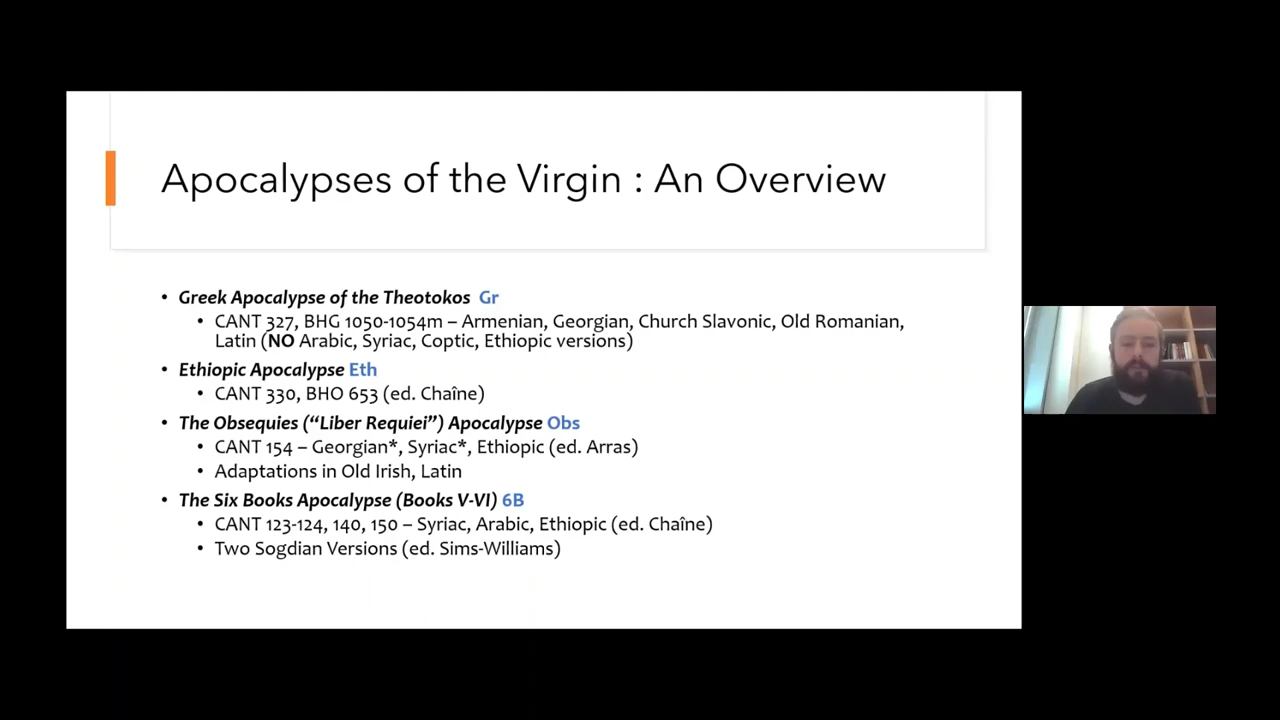 Apocalypses of the Virgin : An Overview
• Greek Apocalypse of the Theotokos Gr
• CANT 327, BHG 1050-1054m – Armenian, Georgian, Church Slavonic, Old Romanian,
Latin (NO Arabic, Syriac, Coptic, Ethiopic versions)
• Ethiopic Apocalypse Eth
• CANT 330, BHO 653 (ed. Chaîne)
• The Obsequies (“Liber Requiei”) Apocalypse Obs
• CANT 154 – Georgian*, Syriac*, Ethiopic (ed. Arras)
• Adaptations in Old Irish, Latin
• The Six Books Apocalypse (Books V-VI) 6B
• CANT 123-124, 140, 150 – Syriac, Arabic, Ethiopic (ed. Chaîne)
• Two Sogdian Versions (ed. Sims-Williams)